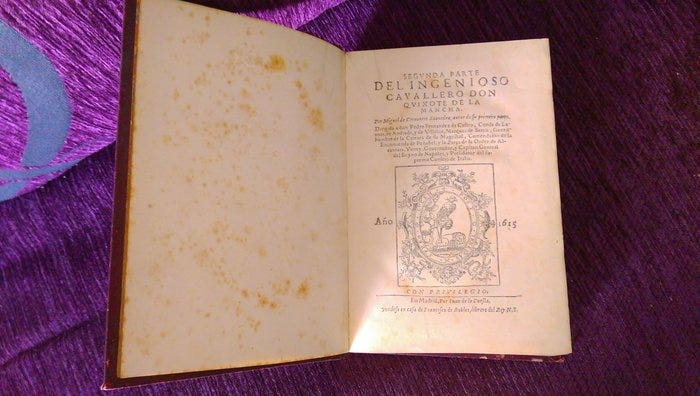 SEGVNDA PARTE
DEL INGENIOSO
CAVALLERO DON
QVIXOTE DE LA
MANCHA.
Por Miguel de Ceruantes Saauedra, autor de su primera parte.
Dirigida a don Pedro Fernandez de Castro, Conde de Le-
mos, de Andrade, y de Villalua, Marques de Sarria, Gentil-
hombre de la Camara de su Magestad, Comendador de la
Encomienda de Peñafiel, y la Zarça de la Orden de Al-
cantara, Virrey, Gouernador, y Capitan General
del Reyno de Napoles, y Presidente del su-
premo Consejo de Italia.
Año 1615
CON PRIVILEGIO,
En Madrid, Por Iuan de la Cuesta.
vendese en casa de Francisco de Robles, librero del Rey N.S.